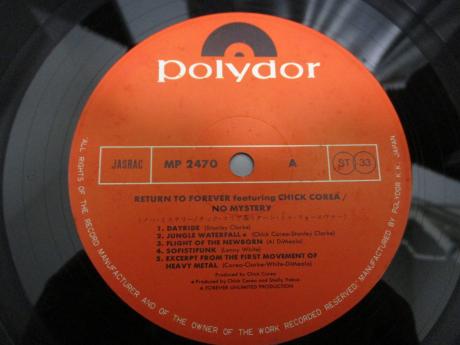 polydor
JASRAC
MP 2470
A
ST 33
RETURN TO FOREVER featuring CHICK COREA /
NO MYSTERY
1. DAYRIDE (Stanley Clarke)
2. JUNGLE WATERFALL (Chick Corea-Stanley Clarke)
3. FLIGHT OF THE NEWBORN (Al DiMeola)
4. SOFISTIFUNK (Lenny White)
5. EXCERPT FROM THE FIRST MOVEMENT OF
HEAVY METAL (Corea-Clarke-White-DiMeola)
Produced by Chick Corea
Produced by Chick Corea and Shelly Yakus
A FOREVER UNLIMITED PRODUCTION
ALL RIGHTS OF THE RECORD MANUFACTURER AND OF THE OWNER OF THE WORK RECORDED RESERVED/ MANUFACTURED BY POLYDOR K.K. JAPAN